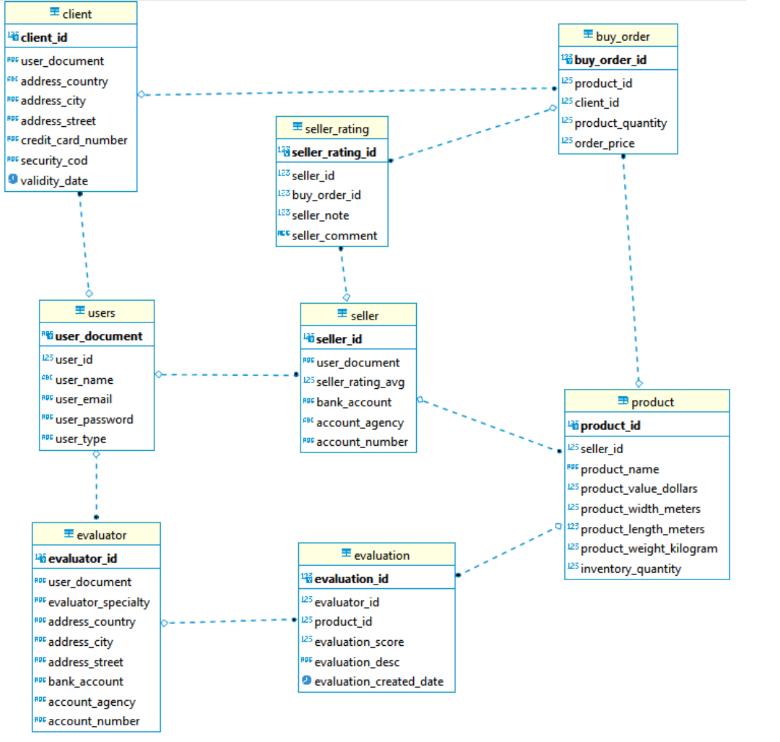 client
client_id
user_document
address_country
address_city
address_street
credit_card_number
security_cod
validity_date
buy_order
buy_order_id
product_id
client_id
product_quantity
order_price
seller_rating
seller_rating_id
seller_id
buy_order_id
seller_note
seller_comment
users
user_document
user_id
user_name
user_email
user_password
user_type
seller
seller_id
user_document
seller_rating_avg
bank_account
account_agency
account_number
product
product_id
seller_id
product_name
product_value_dollars
product_width_meters
product_length_meters
product_weight_kilogram
inventory_quantity
evaluator
evaluator_id
user_document
evaluator_specialty
address_country
address_city
address_street
bank_account
account_agency
account_number
evaluation
evaluation_id
evaluator_id
product_id
evaluation_score
evaluation_desc
evaluation_created_date